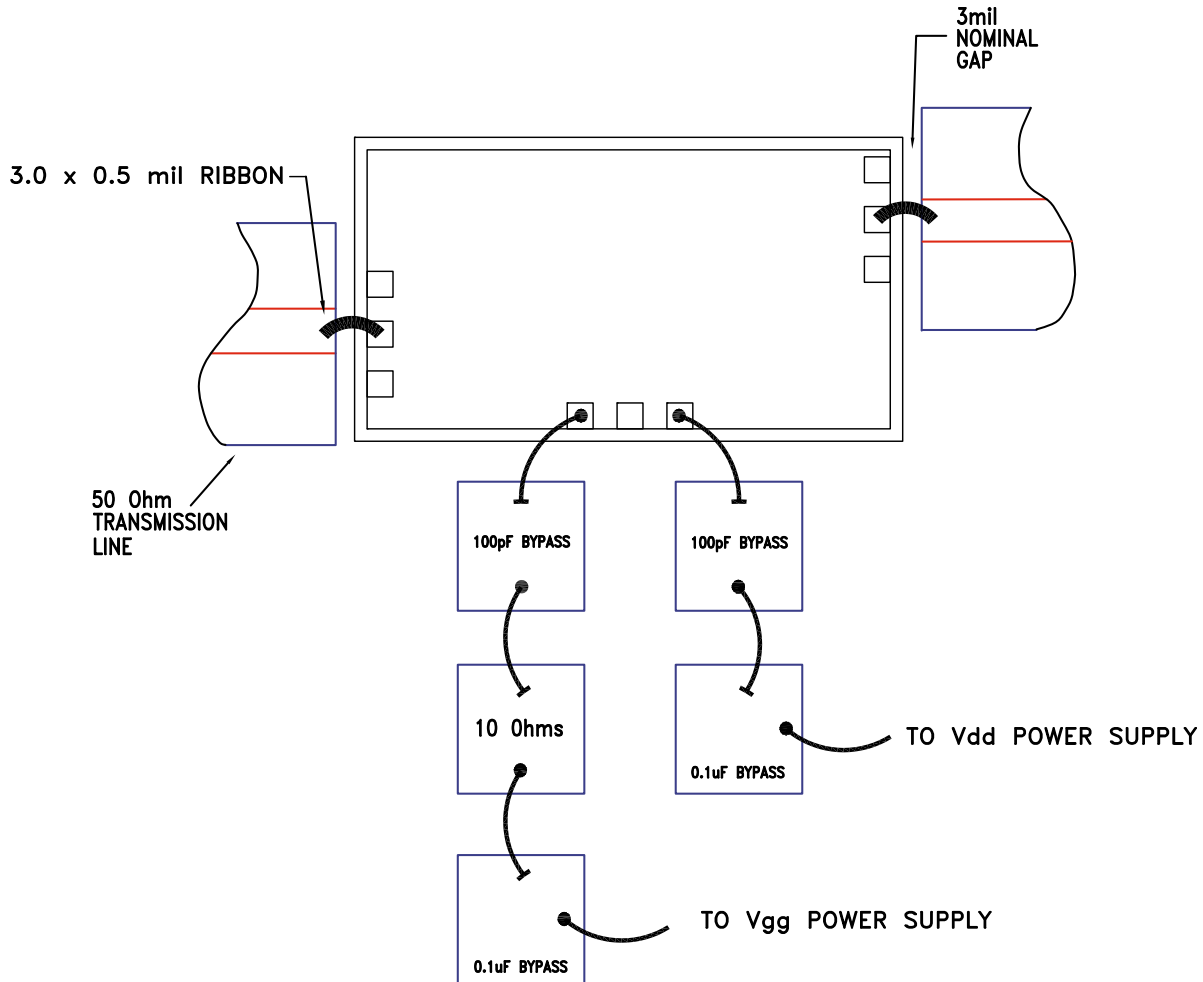 3mil
NOMINAL
GAP
3.0 x 0.5 mil RIBBON
50 Ohm
TRANSMISSION
LINE
100pF BYPASS
100pF BYPASS
10 Ohms
TO Vdd POWER SUPPLY
0.1uF BYPASS
TO Vgg POWER SUPPLY
0.1uF BYPASS